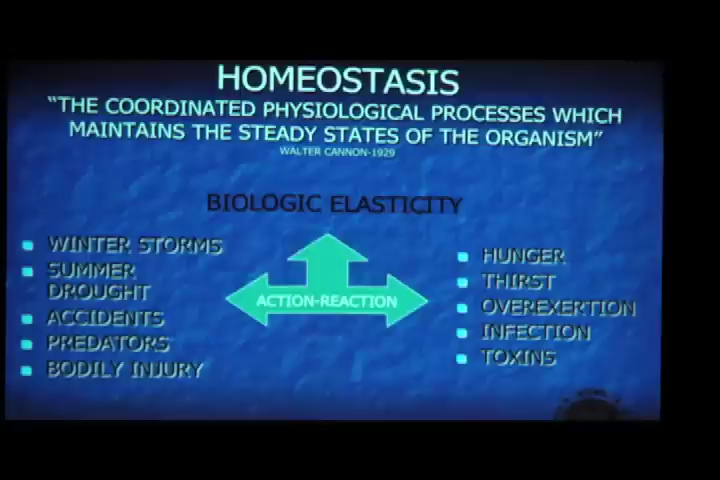 HOMEOSTASIS
“THE COORDINATED PHYSIOLOGICAL PROCESSES WHICH
MAINTAINS THE STEADY STATES OF THE ORGANISM”
WALTER CANNON-1929
BIOLOGIC ELASTICITY
WINTER STORMS
SUMMER
DROUGHT
ACCIDENTS
PREDATORS
BODILY INJURY
ACTION-REACTION
HUNGER
THIRST
OVEREXERTION
INFECTION
TOXINS